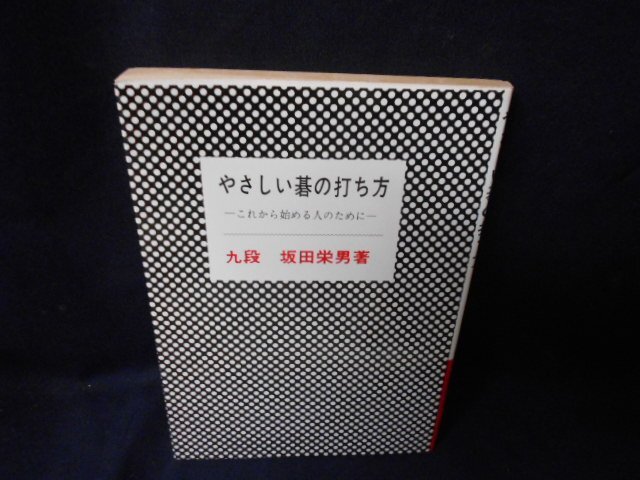 やさしい碁の打ち方
―これから始める人のために―
九段 坂田栄男著